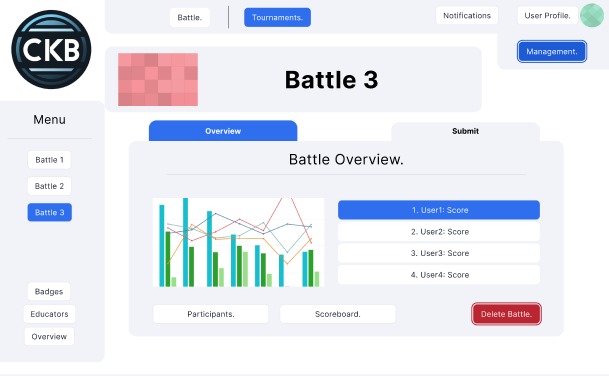 CKB
Battle.
Tournaments.
Notifications
User Profile.
Management.
Battle 3
Menu
Battle 1
Battle 2
Battle 3
Badges
Educators
Overview
Overview
Submit
Battle Overview.
1. User1: Score
2. User2: Score
3. User3: Score
4. User4: Score
Participants.
Scoreboard.
Delete Battle.